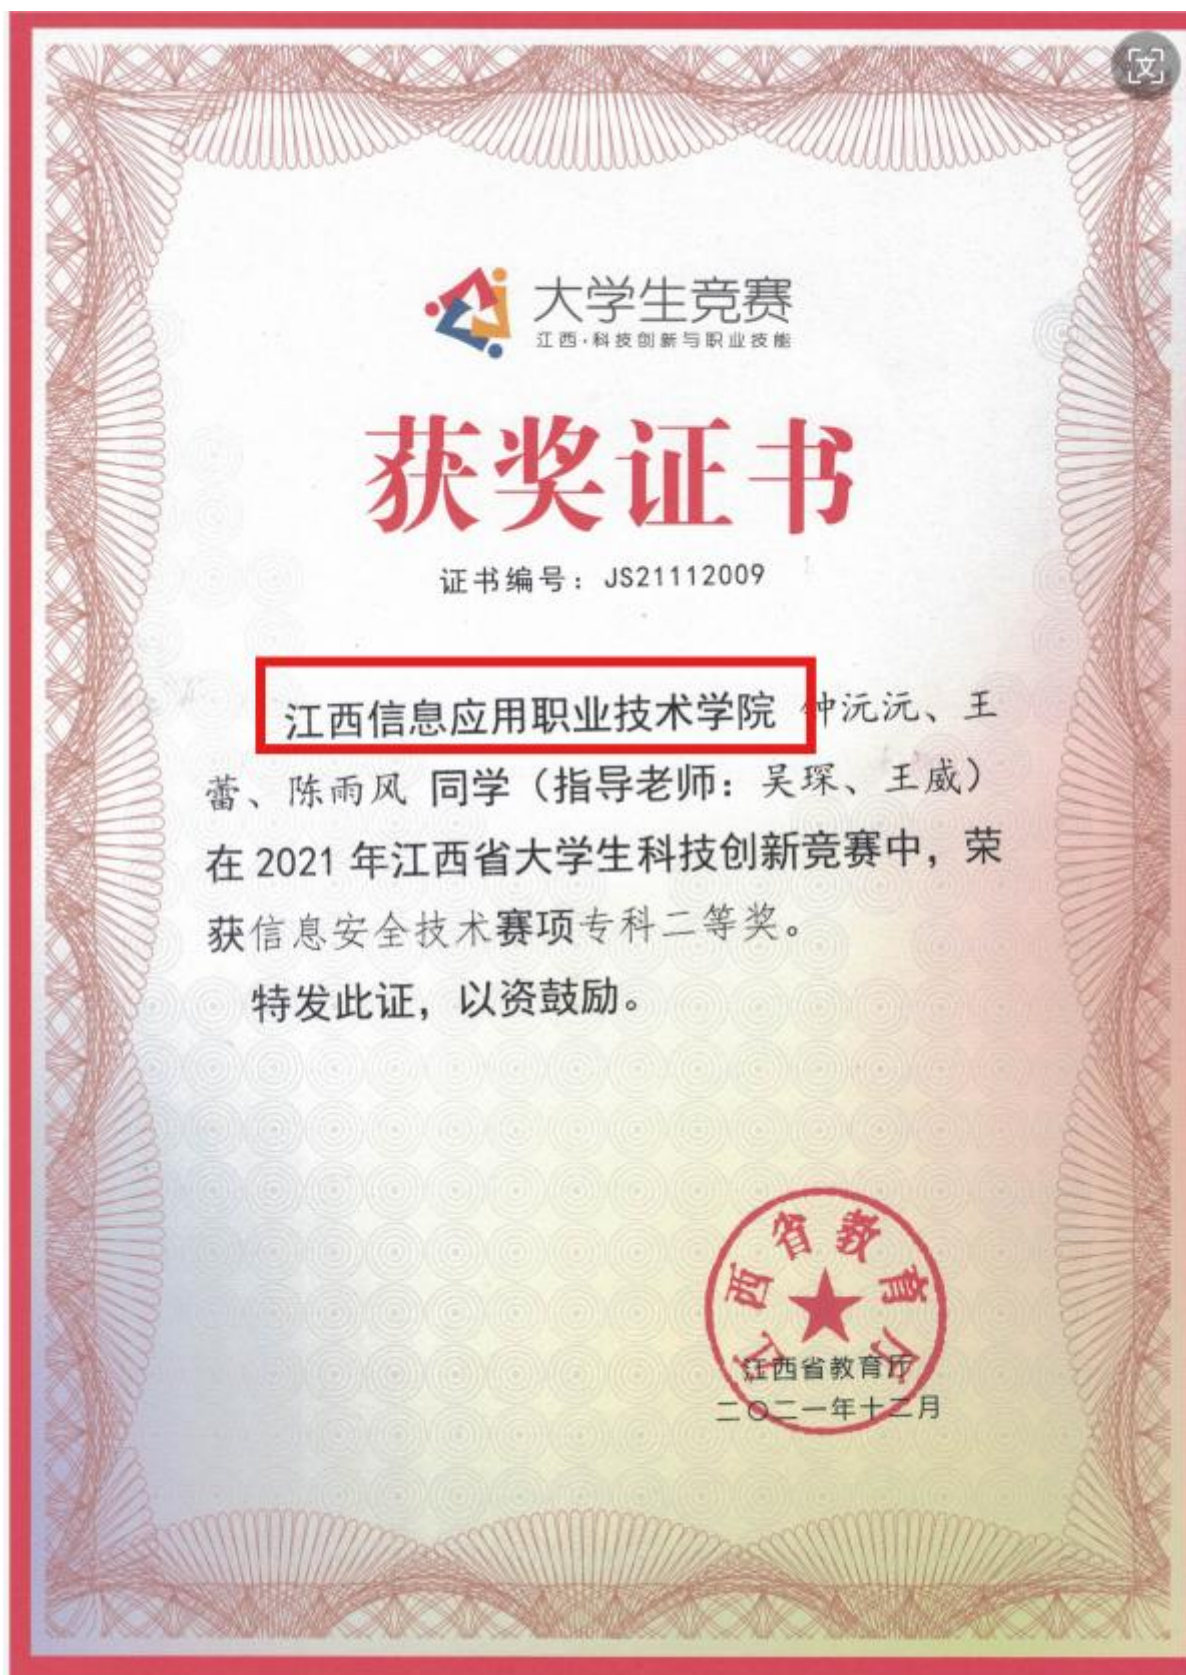 大学生竞赛
江西·科技创新与职业技能
获奖证书
证书编号：JS21112009
江西信息应用职业技术学院 钟沅沅、王
蕾、陈雨风 同学（指导老师：吴琛、王威）
在 2021 年江西省大学生科技创新竞赛中，荣
获信息安全技术赛项专科二等奖。
特发此证，以资鼓励。
江西省教育厅
江西省教育厅
二〇二一年十二月
文